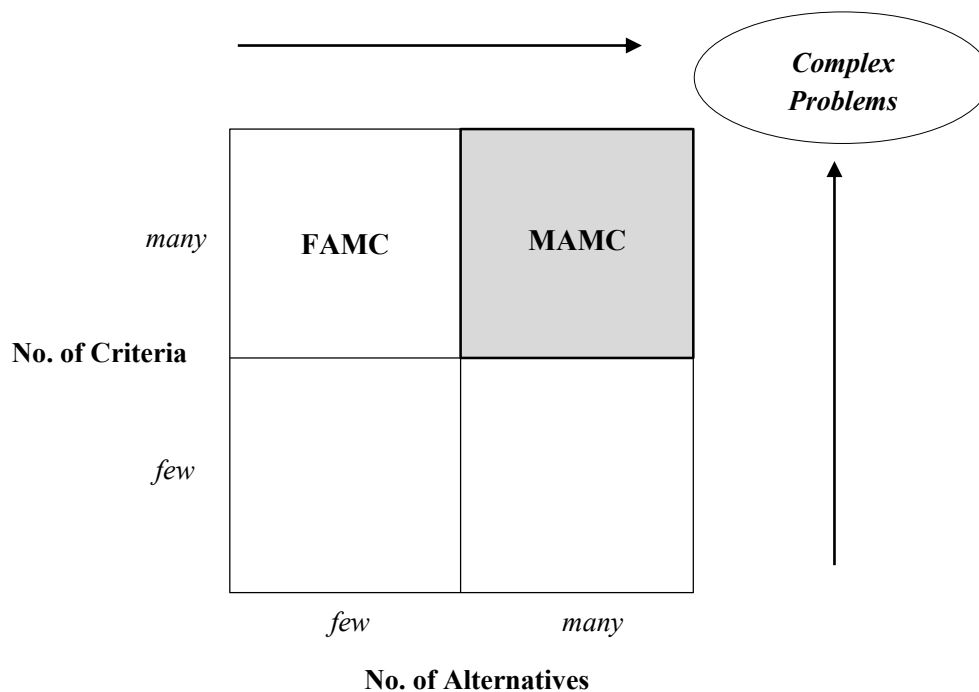 Complex
Problems
many
FAMC
MAMC
No. of Criteria
few
few
many
No. of Alternatives